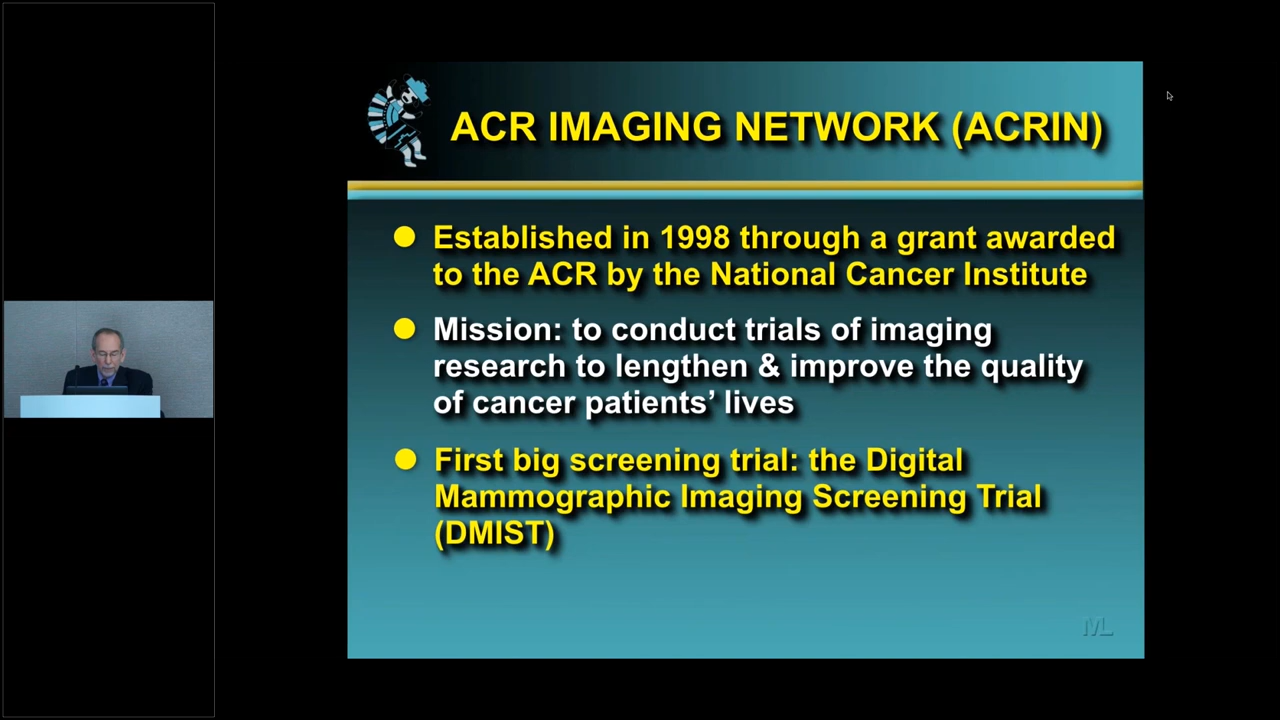 ACR IMAGING NETWORK (ACRIN)
Established in 1998 through a grant awarded
to the ACR by the National Cancer Institute
Mission: to conduct trials of imaging
research to lengthen & improve the quality
of cancer patients’ lives
First big screening trial: the Digital
Mammographic Imaging Screening Trial
(DMIST)
ML